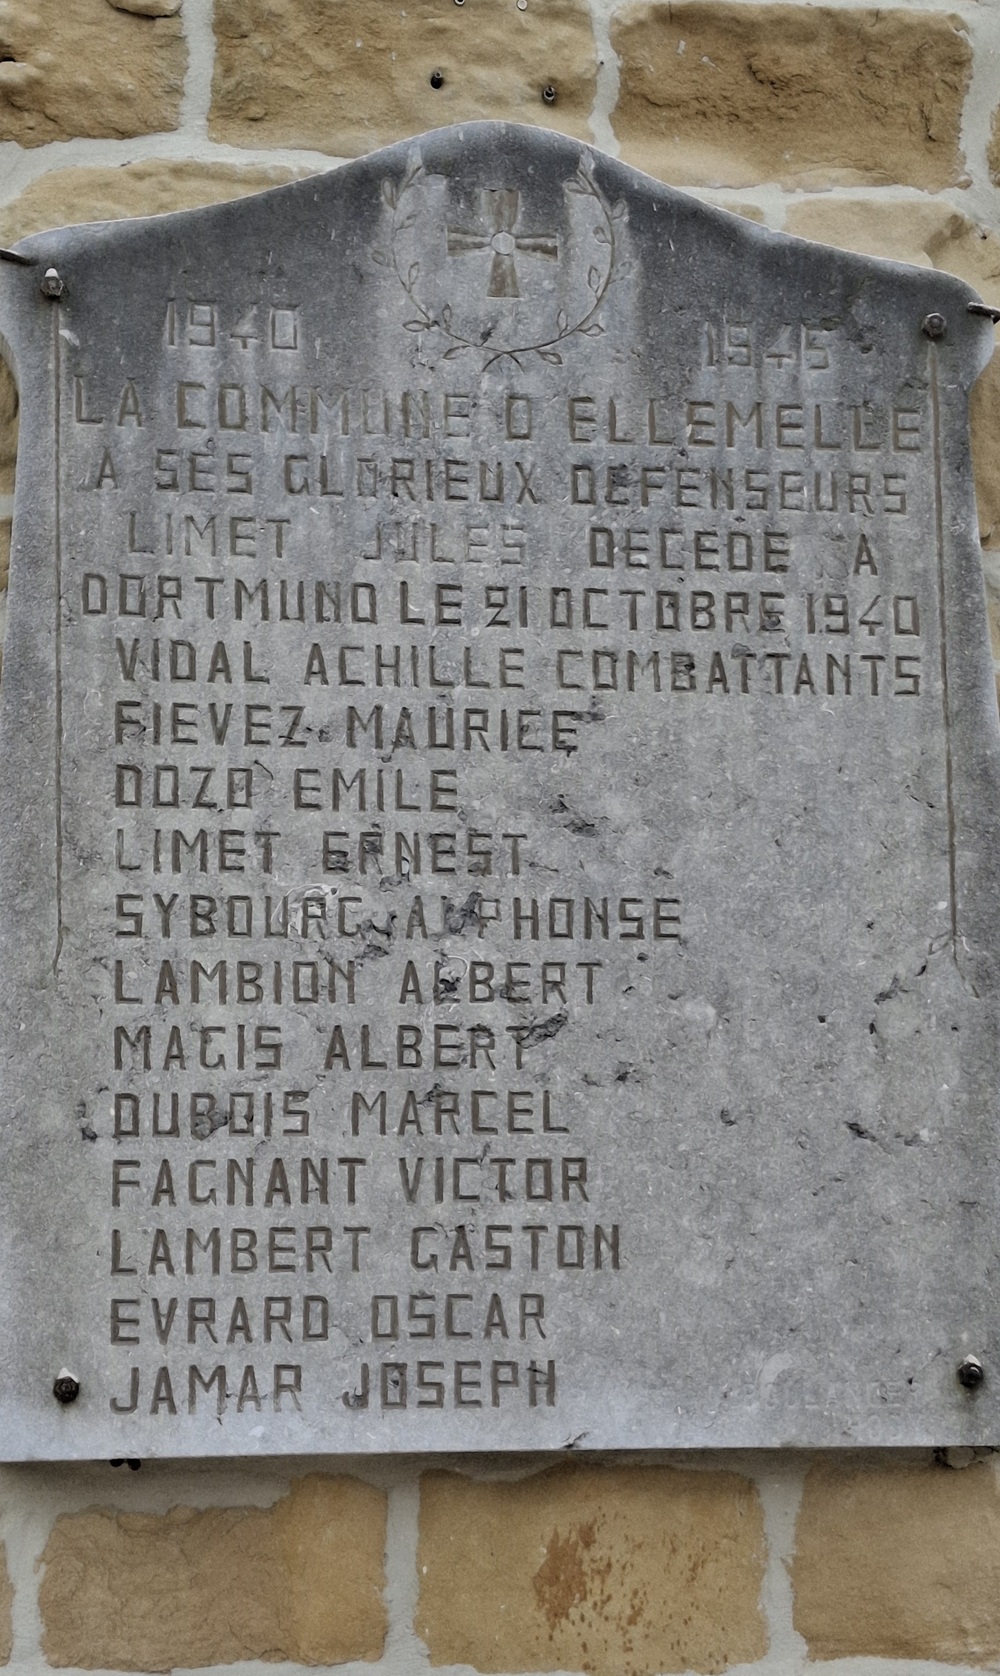 1940 1945
LA COMMUNE D ELLEMELLE
A SES GLORIEUX DEFENSEURS
LIMET JULES DECEDE A
DORTMUND LE 21 OCTOBRE 1940
VIDAL ACHILLE COMBATTANTS
FIEVEZ MAURICE
DOZO EMILE
LIMET ERNEST
SYBOURG ALPHONSE
LAMBION ALBERT
MAGIS ALBERT
DUBOIS MARCEL
FAGNANT VICTOR
LAMBERT GASTON
EVRARD OSCAR
JAMAR JOSEPH